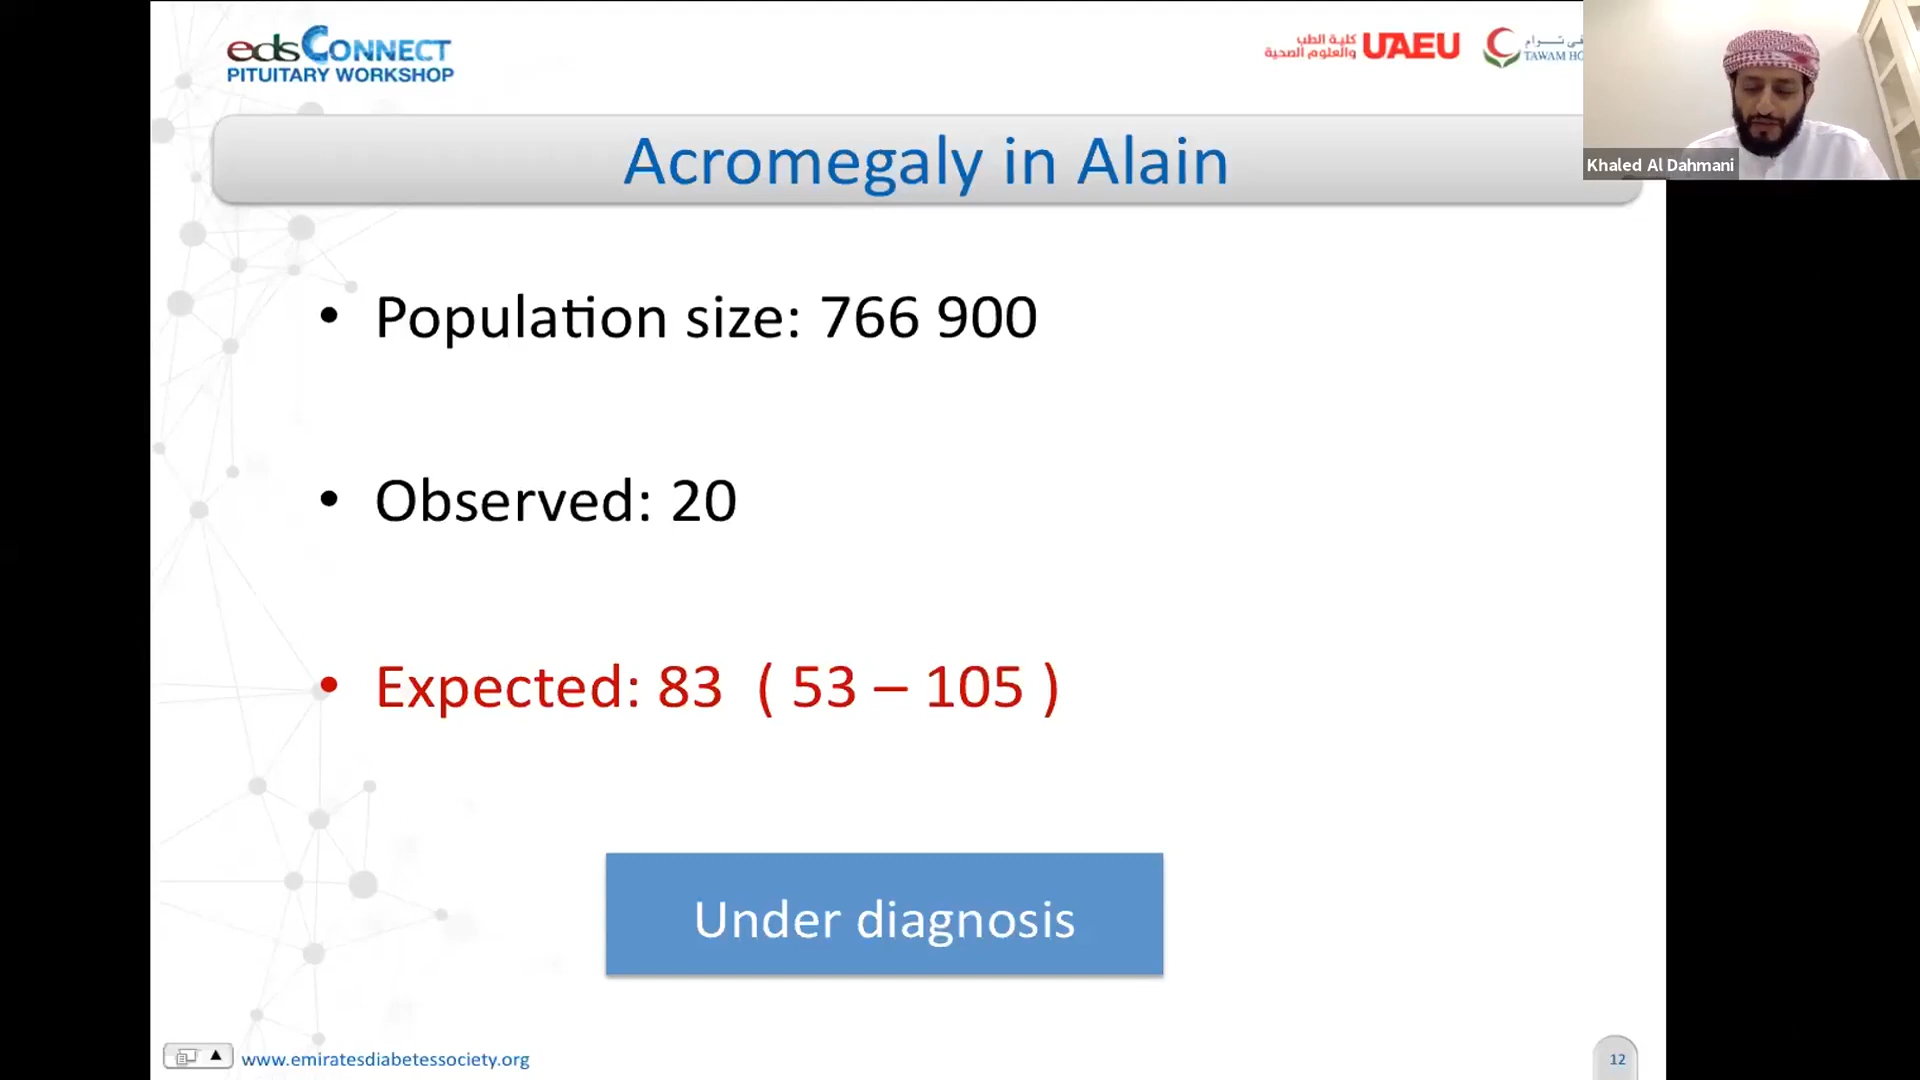 edsCONNECT
PITUITARY WORKSHOP
كلية الطب
والعلوم الصحية
UAEU
TAWAM
Khaled Al Dahmani
Acromegaly in Alain
• Population size: 766 900
• Observed: 20
• Expected: 83 ( 53 – 105 )
Under diagnosis
www.emiratesdiabetessociety.org
12